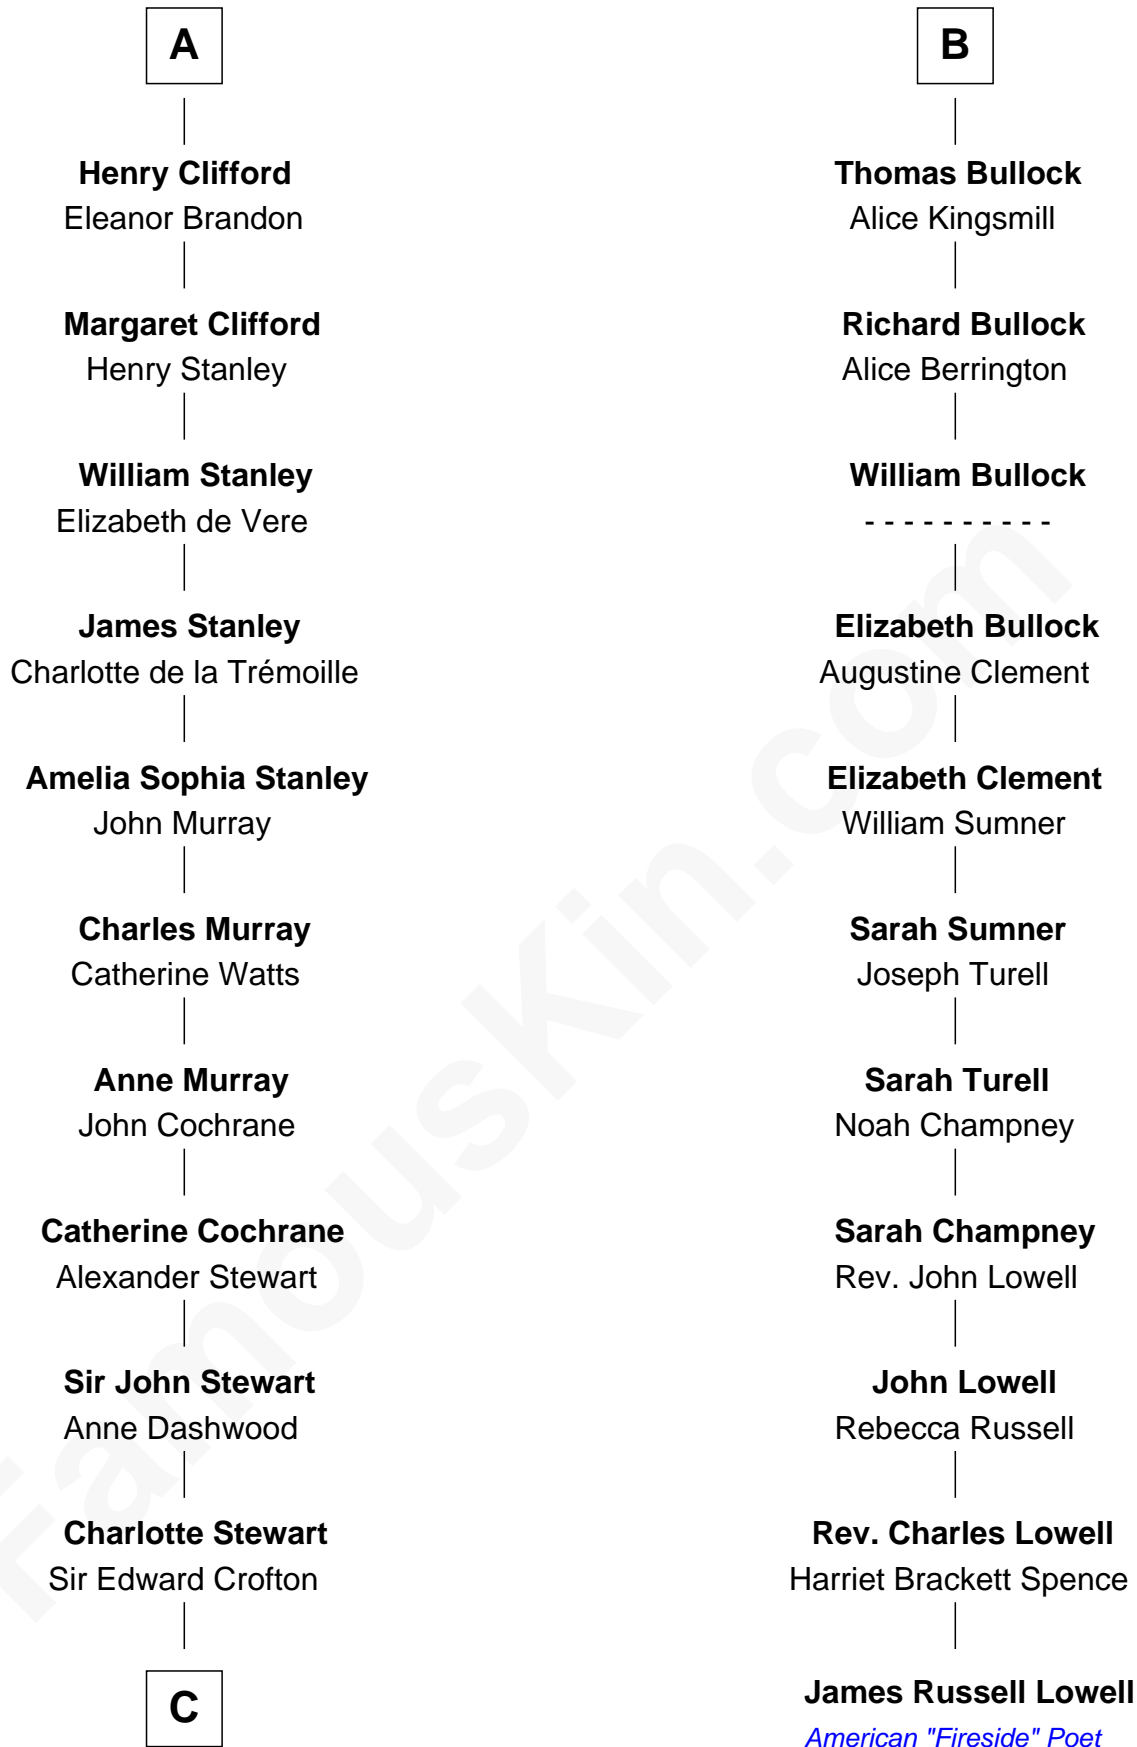 A
Henry Clifford
Eleanor Brandon
Margaret Clifford
Henry Stanley
William Stanley
Elizabeth de Vere
James Stanley
Charlotte de la Trémoille
Amelia Sophia Stanley
John Murray
Charles Murray
Catherine Watts
Anne Murray
John Cochrane
Catherine Cochrane
Alexander Stewart
Sir John Stewart
Anne Dashwood
Charlotte Stewart
Sir Edward Crofton
C
B
Thomas Bullock
Alice Kingsmill
Richard Bullock
Alice Berrington
William Bullock
- - - - - - - - - -
Elizabeth Bullock
Augustine Clement
Elizabeth Clement
William Sumner
Sarah Sumner
Joseph Turell
Sarah Turell
Noah Champney
Sarah Champney
Rev. John Lowell
John Lowell
Rebecca Russell
Rev. Charles Lowell
Harriet Brackett Spence
James Russell Lowell
American "Fireside" Poet
FamousKin.com